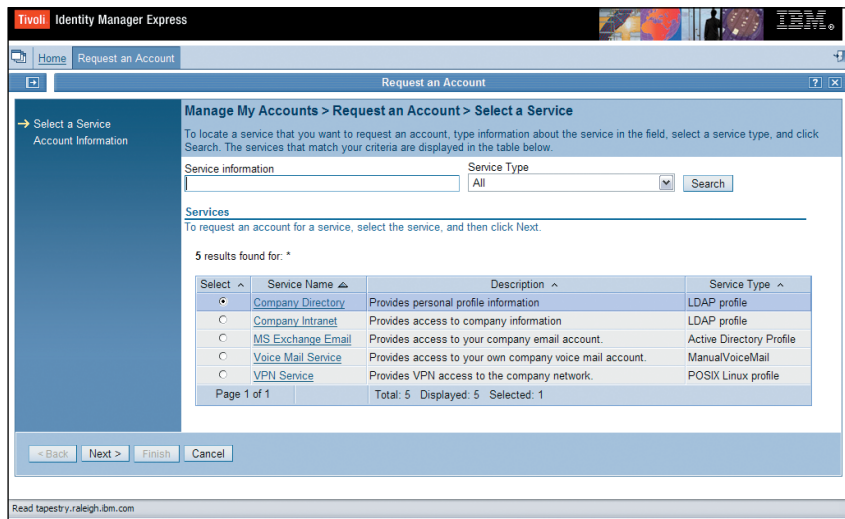 Tivoli Identity Manager Express
IBM®
Home Request an Account
Request an Account ? X
Select a Service
Account Information
Manage My Accounts > Request an Account > Select a Service
To locate a service that you want to request an account, type information about the service in the field, select a service type, and click
Search. The services that match your criteria are displayed in the table below.
Service information Service Type
All Search
Services
To request an account for a service, select the service, and then click Next.
5 results found for: *
Select Service Name Description Service Type
Company Directory Provides personal profile information LDAP profile
Company Intranet Provides access to company information LDAP profile
MS Exchange Email Provides access to your company email account. Active Directory Profile
Voice Mail Service Provides access to your own company voice mail account. ManualVoiceMail
VPN Service Provides VPN access to the company network. POSIX Linux profile
Page 1 of 1 Total: 5 Displayed: 5 Selected: 1
< Back Next > Finish Cancel
Read tapestry.raleigh.ibm.com